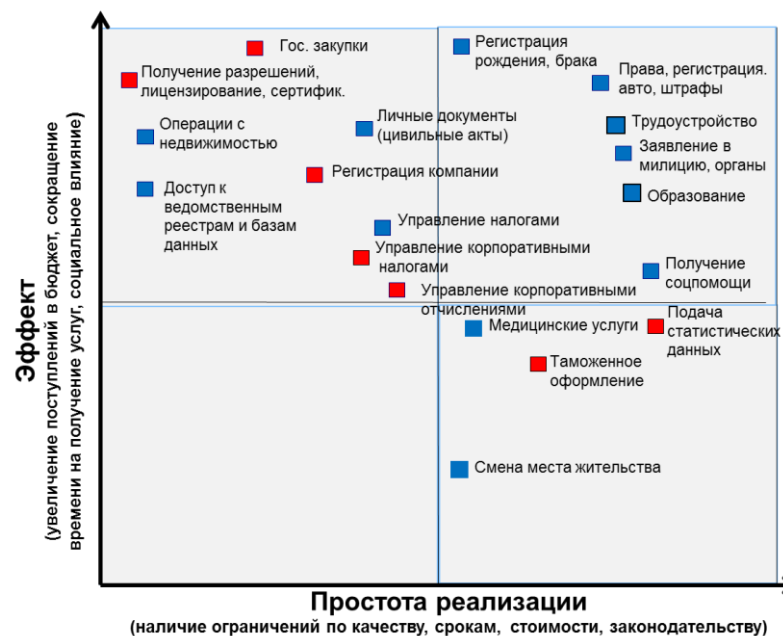 Гос. закупки
Получение разрешений,
лицензирование, сертифик.
Операции с
недвижимостью
Личные документы
(цивильные акты)
Регистрация компании
Доступ к
ведомственным
реестрам и базам
данных
Управление налогами
Управление корпоративными
налогами
Управление корпоративными
отчислениями
Регистрация
рождения, брака
Права, регистрация.
авто, штрафы
Трудоустройство
Заявление в
милицию, органы
Образование
Получение
соцпомощи
Медицинские услуги
Подача
статистических
данных
Таможенное
оформление
Смена места жительства
Эффект
(увеличение поступлений в бюджет, сокращение
времени на получение услуг, социальное влияние)
Простота реализации
(наличие ограничений по качеству, срокам, стоимости, законодательству)